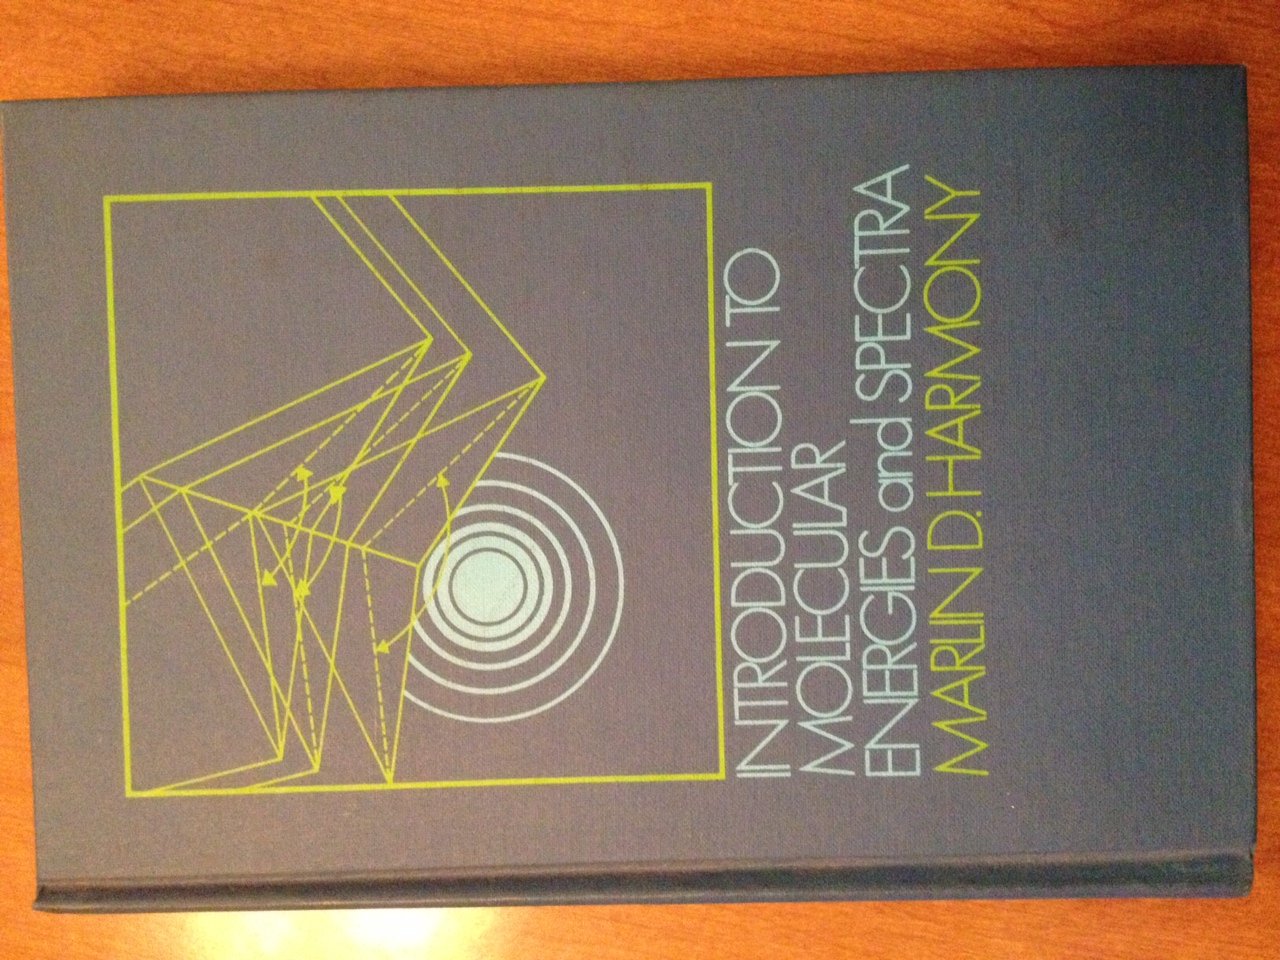 INTRODUCTION TO
MOLECULAR
ENERGIES and SPECTRA
MARLIN D. HARMONY